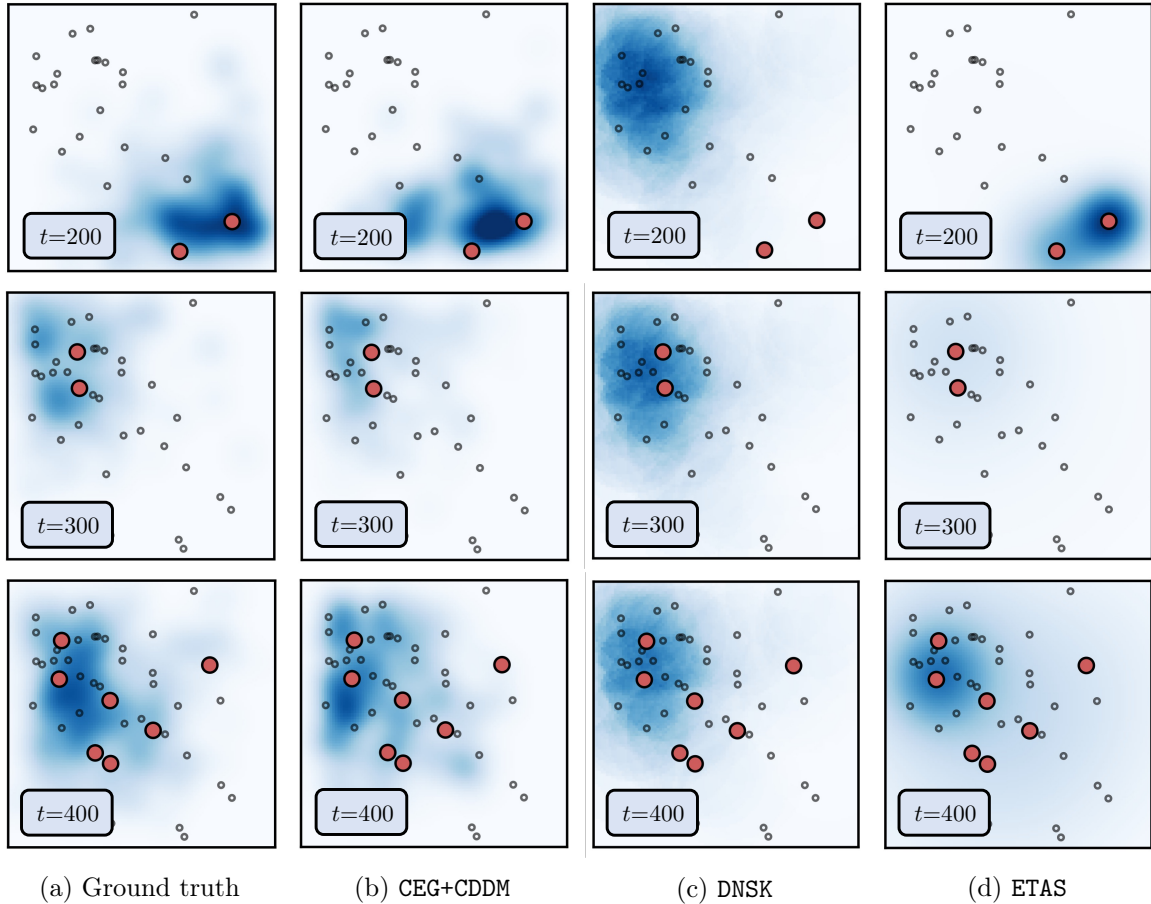 t=200 t=200 t=200 t=200
t=300 t=300 t=300 t=300
t=400 t=400 t=400 t=400
(a) Ground truth (b) CEG+CDDM (c) DNSK (d) ETAS